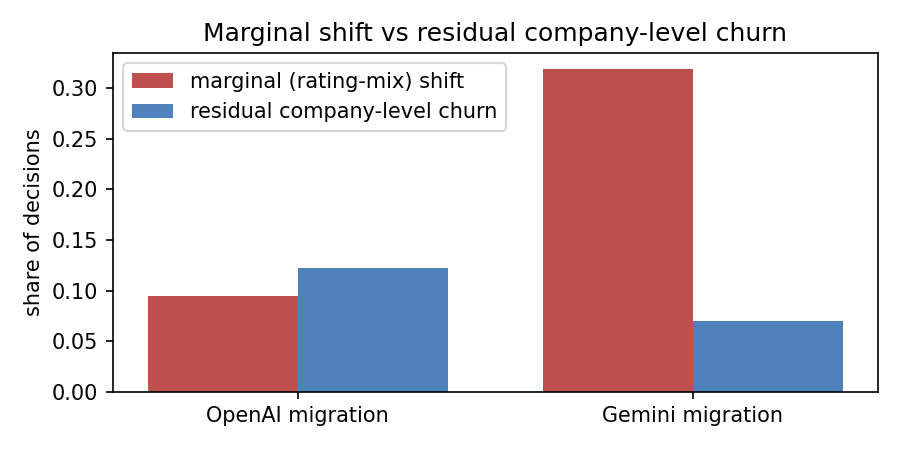 Marginal shift vs residual company-level churn
marginal (rating-mix) shift
residual company-level churn
share of decisions
0.30
0.25
0.20
0.15
0.10
0.05
0.00
OpenAI migration
Gemini migration